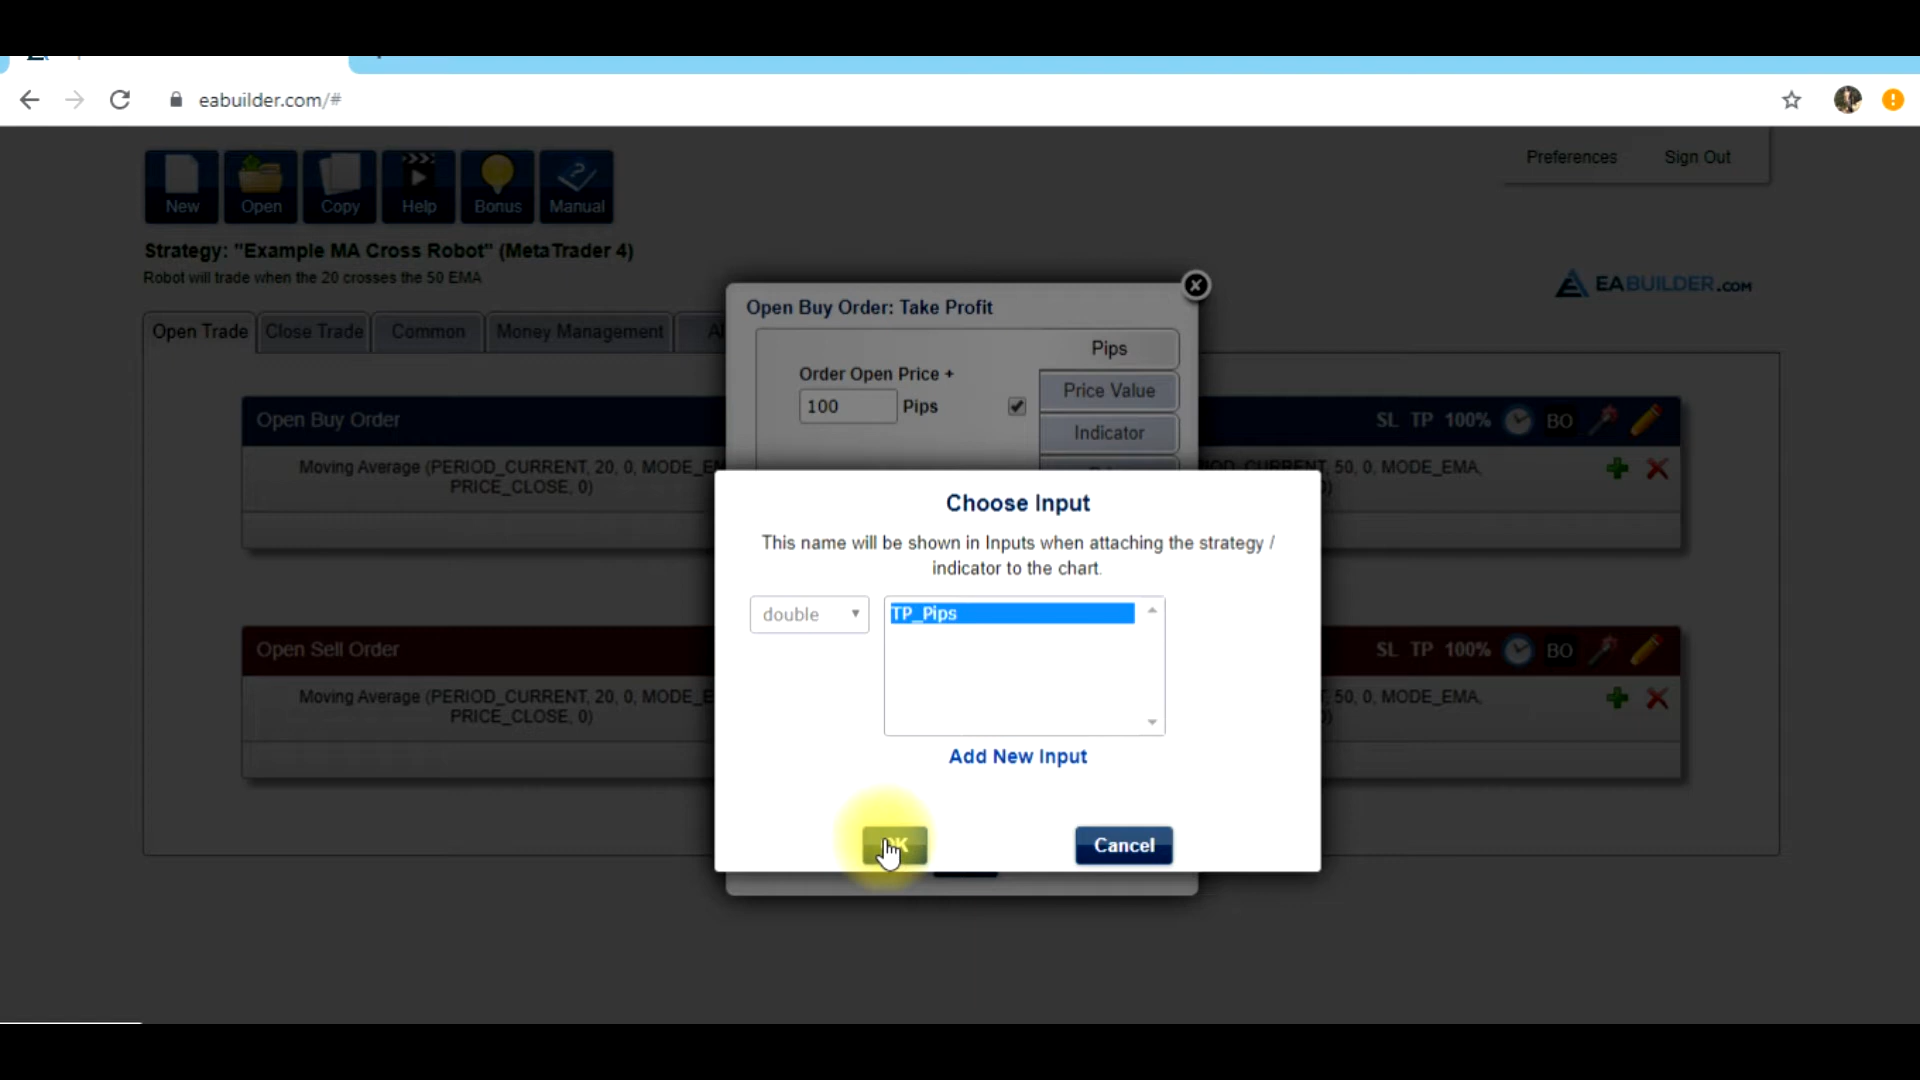 eabuilder.com/#
Preferences Sign Out
New Open Copy Help Bonus Manual
Strategy: "Example MA Cross Robot" (MetaTrader 4)
Robot will trade when the 20 crosses the 50 EMA
EABUILDER.COM
Open Trade Close Trade Common Money Management
Open Buy Order: Take Profit
Pips
Order Open Price +
100 Pips
Price Value
Indicator
Open Buy Order SL TP 100% BO
Moving Average (PERIOD_CURRENT, 20, 0, MODE_EM
PRICE_CLOSE, 0)
50, 0, MODE_EMA,
Choose Input
This name will be shown in Inputs when attaching the strategy /
indicator to the chart.
double TP_Pips
Add New Input
OK Cancel
Open Sell Order SL TP 100% BO
Moving Average (PERIOD_CURRENT, 20, 0, MODE_E
PRICE_CLOSE, 0)
50, 0, MODE_EMA,